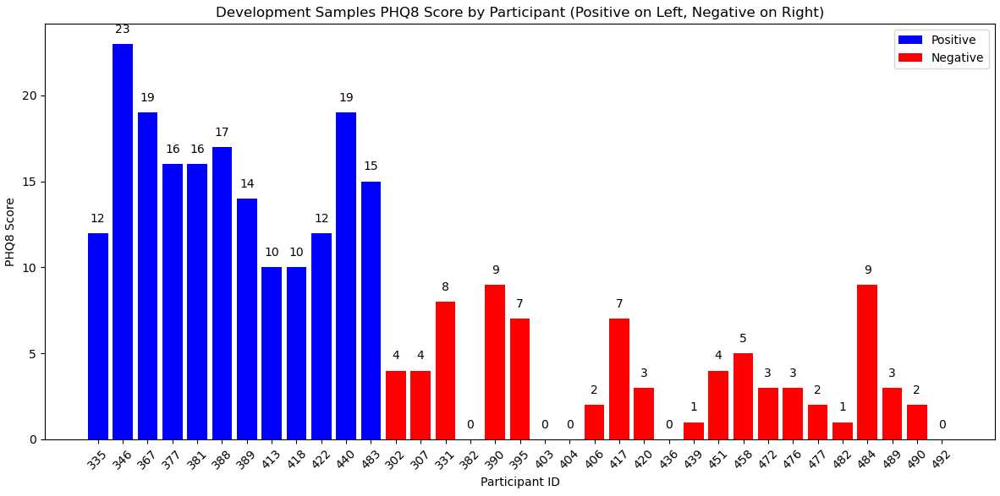 Development Samples PHQ8 Score by Participant (Positive on Left, Negative on Right)
Positive
Negative
PHQ8 Score
20
15
10
5
0
12 23 19 16 16 17 14 10 10 12 19 15 4 4 8 0 9 7 0 0 2 7 3 0 1 4 5 3 3 2 1 9 3 2 0
335 346 367 377 381 388 389 413 418 422 440 483 302 307 331 382 390 395 403 404 406 417 420 436 439 451 458 472 476 477 482 484 489 490 492
Participant ID